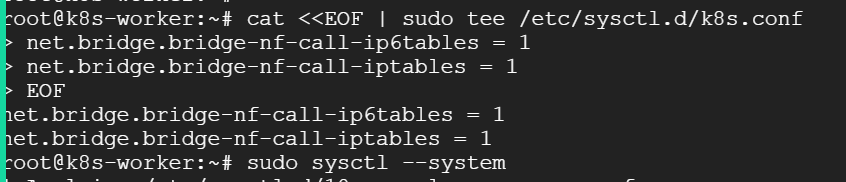 root@k8s-worker:~# cat <<EOF | sudo tee /etc/sysctl.d/k8s.conf
> net.bridge.bridge-nf-call-ip6tables = 1
> net.bridge.bridge-nf-call-iptables = 1
> EOF
net.bridge.bridge-nf-call-ip6tables = 1
net.bridge.bridge-nf-call-iptables = 1
root@k8s-worker:~# sudo sysctl --system